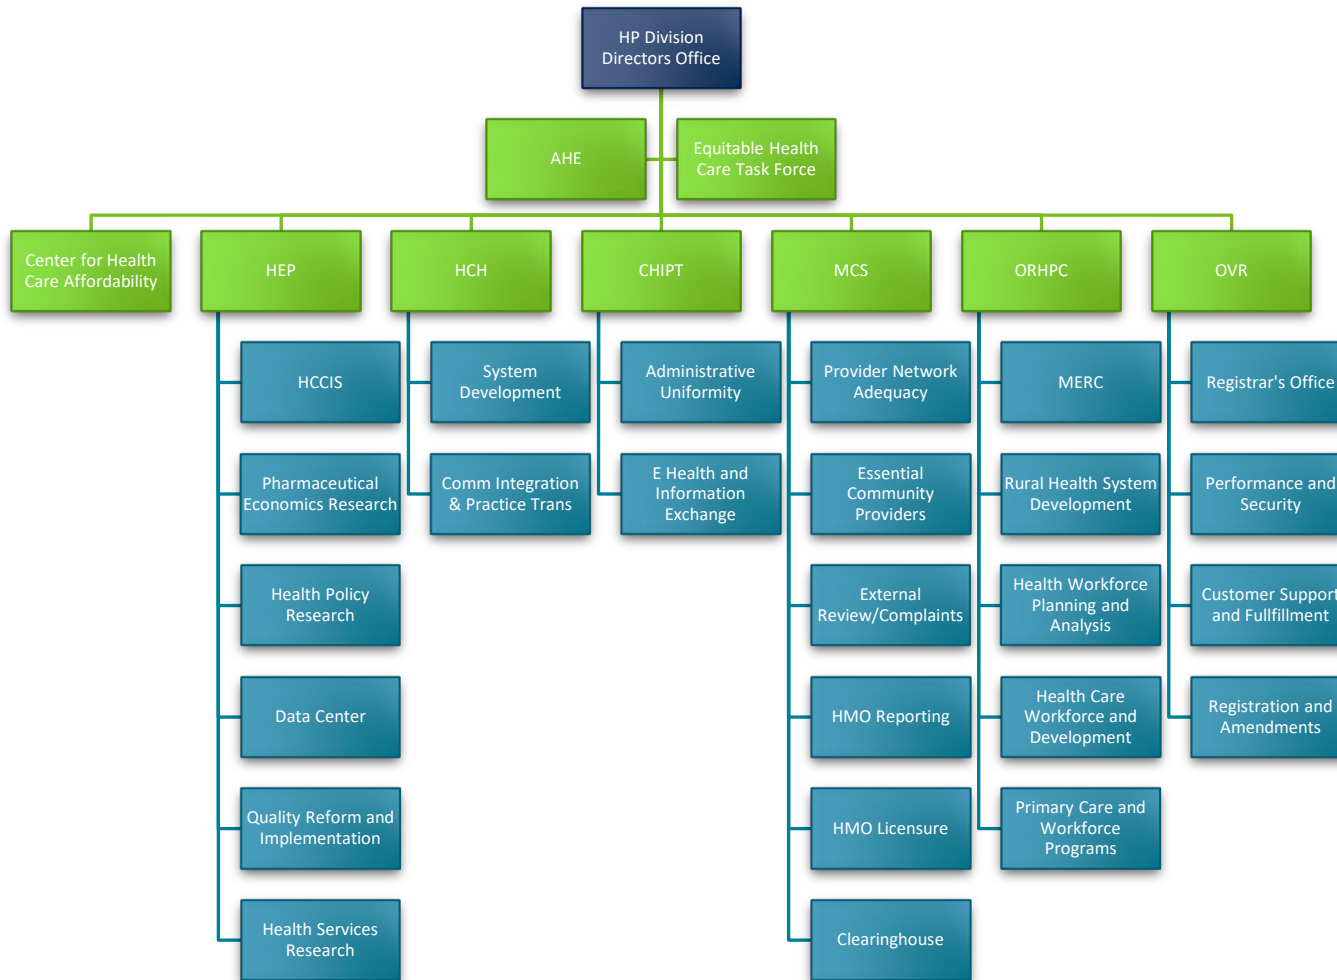 HP Division
Directors Office
AHE
Equitable Health
Care Task Force
Center for Health
Care Affordability
HEP
HCH
CHIPT
MCS
ORHPC
OVR
HCCIS
Pharmaceutical
Economics Research
Health Policy
Research
Data Center
Quality Reform and
Implementation
Health Services
Research
System
Development
Comm Integration
& Practice Trans
Administrative
Uniformity
E Health and
Information
Exchange
Provider Network
Adequacy
Essential
Community
Providers
External
Review/Complaints
HMO Reporting
HMO Licensure
Clearinghouse
MERC
Rural Health System
Development
Health Workforce
Planning and
Analysis
Health Care
Workforce and
Development
Primary Care and
Workforce
Programs
Registrar's Office
Performance and
Security
Customer Support
and Fullfillment
Registration and
Amendments